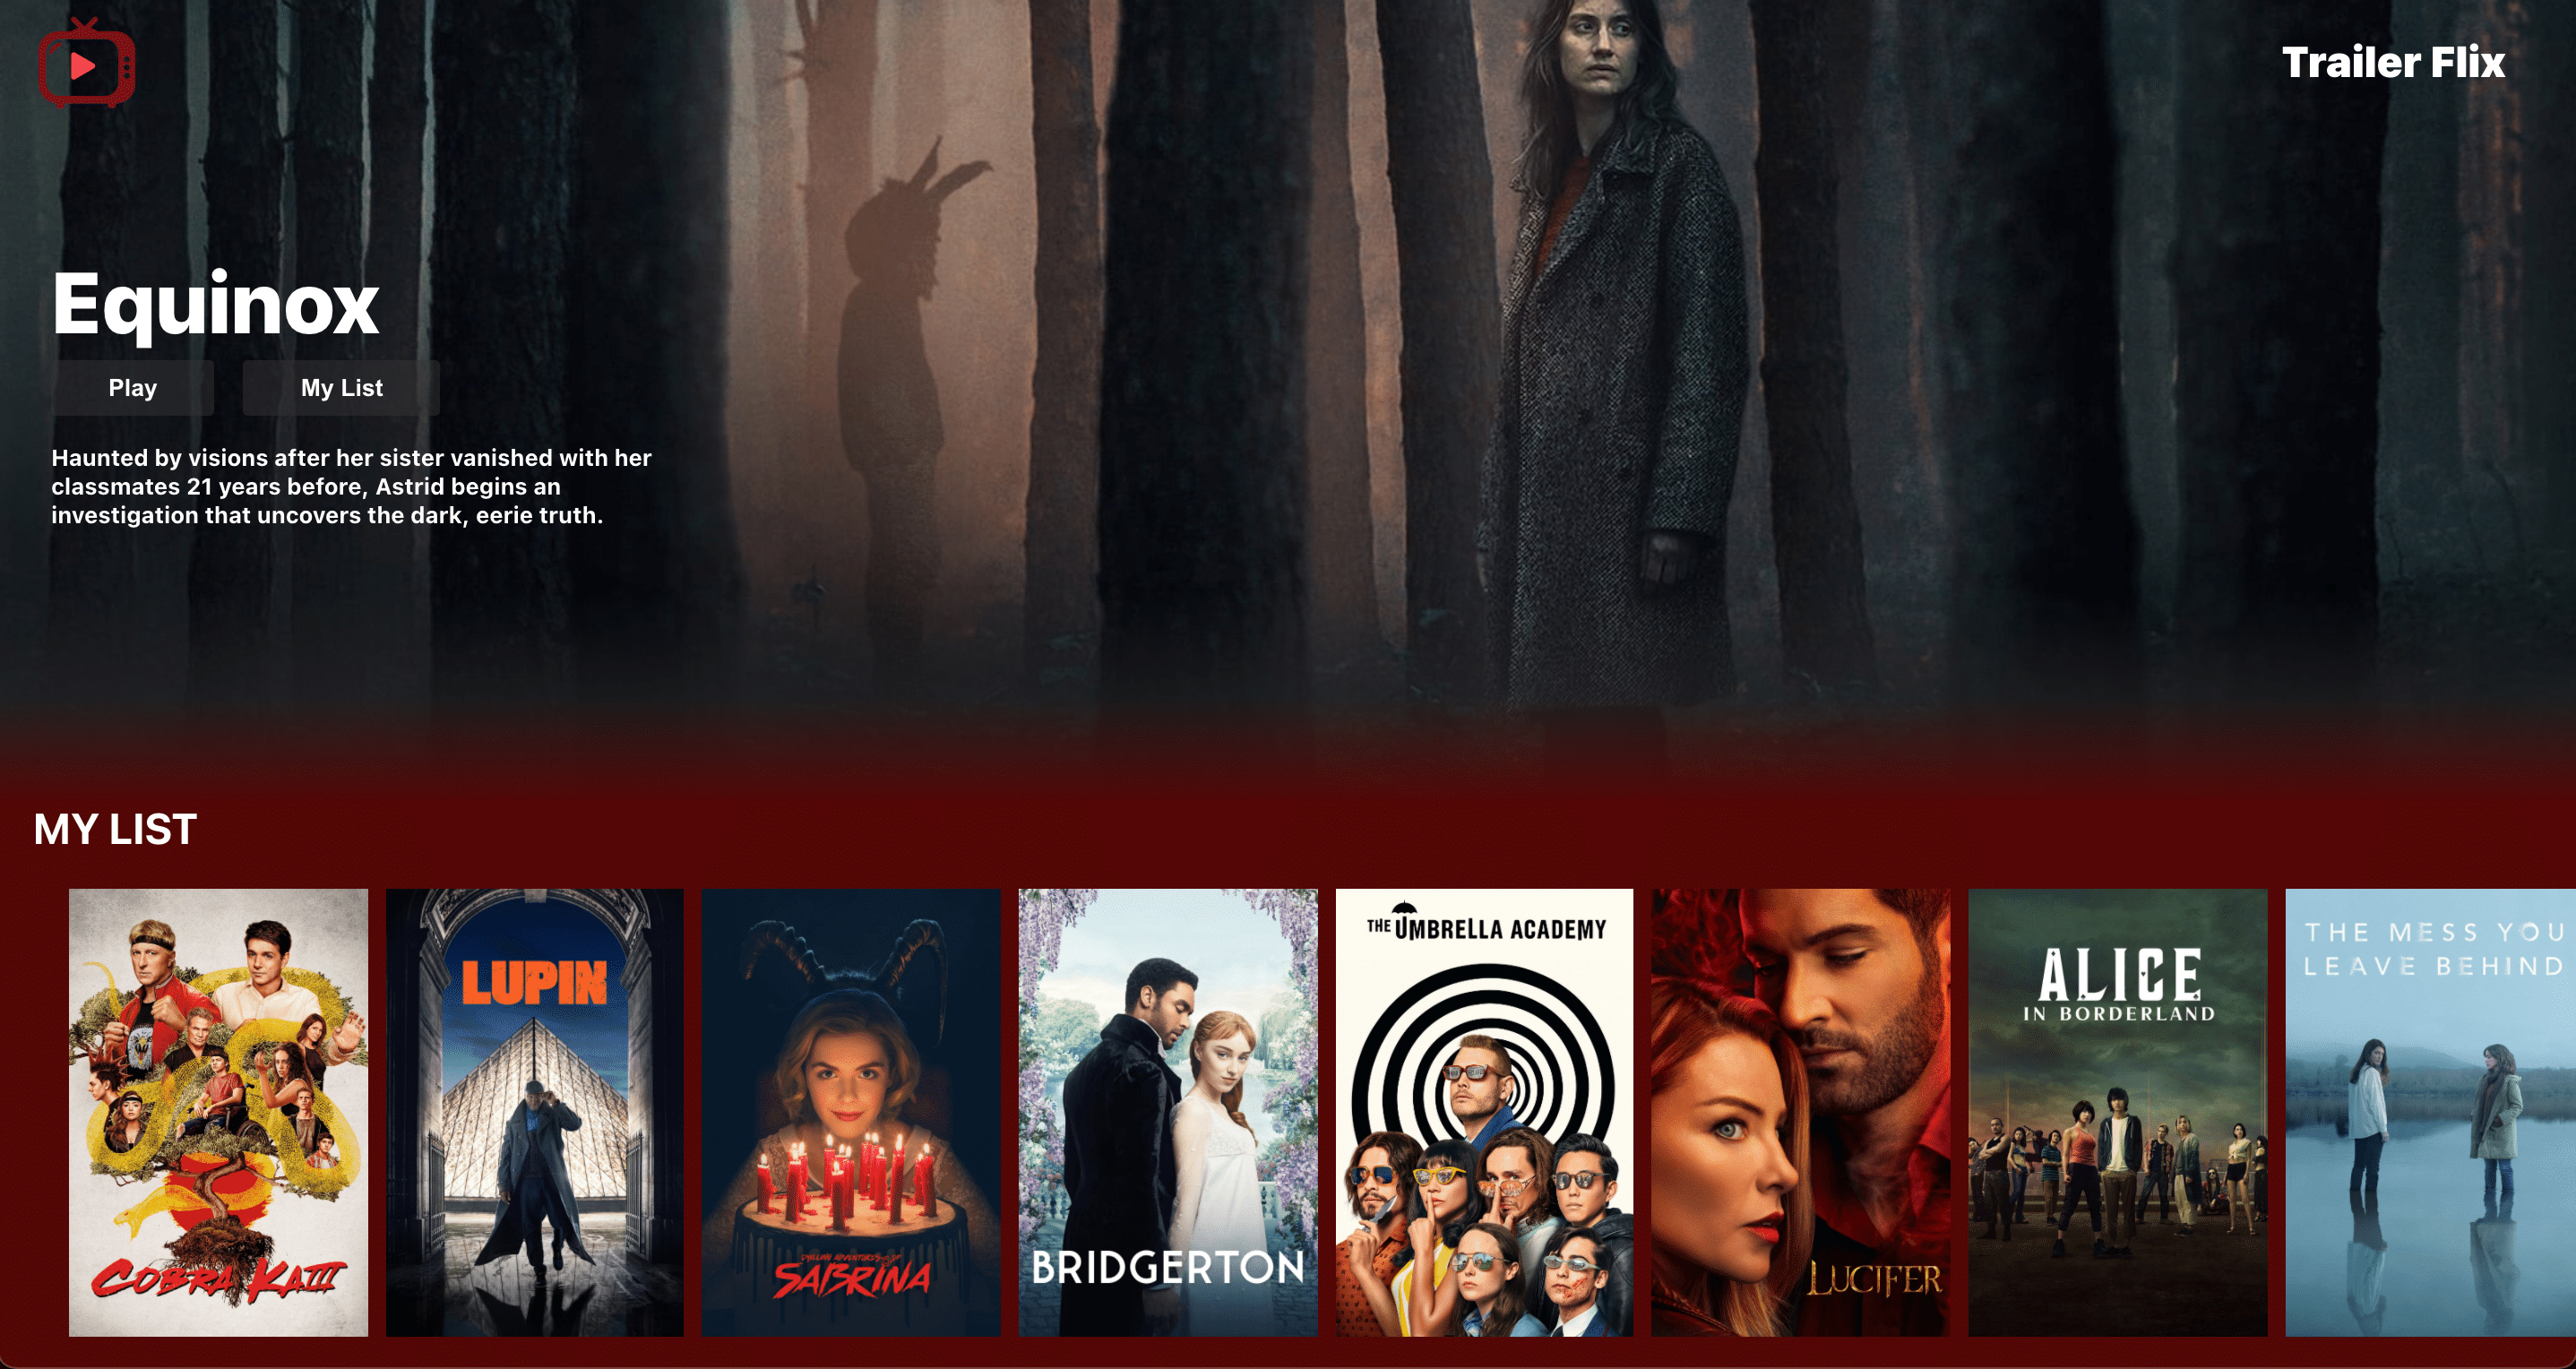 Trailer Flix
Equinox
Play
My List
Haunted by visions after her sister vanished with her
classmates 21 years before, Astrid begins an
investigation that uncovers the dark, eerie truth.
MY LIST
COBRA KAIII
LUPIN
CHILLING ADVENTURES OF
SABRINA
BRIDGERTON
THE UMBRELLA ACADEMY
LUCIFER
ALICE
IN BORDERLAND
THE MESS YOU
LEAVE BEHIND